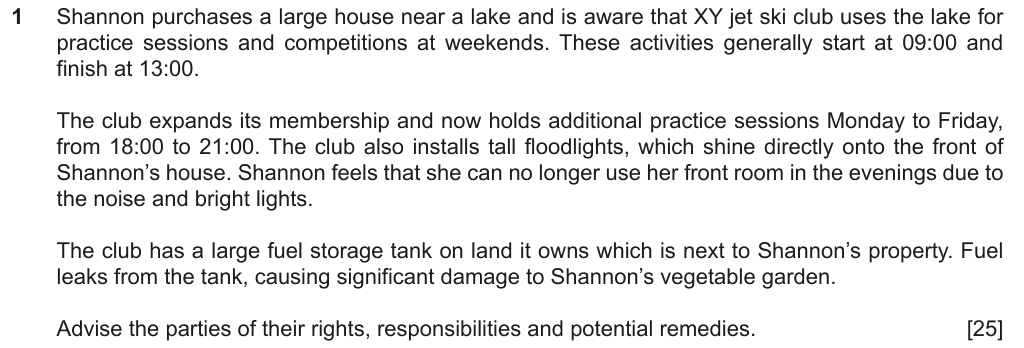 1 Shannon purchases a large house near a lake and is aware that XY jet ski club uses the lake for
practice sessions and competitions at weekends. These activities generally start at 09:00 and
finish at 13:00.
The club expands its membership and now holds additional practice sessions Monday to Friday,
from 18:00 to 21:00. The club also installs tall floodlights, which shine directly onto the front of
Shannon’s house. Shannon feels that she can no longer use her front room in the evenings due to
the noise and bright lights.
The club has a large fuel storage tank on land it owns which is next to Shannon’s property. Fuel
leaks from the tank, causing significant damage to Shannon’s vegetable garden.
Advise the parties of their rights, responsibilities and potential remedies. [25]